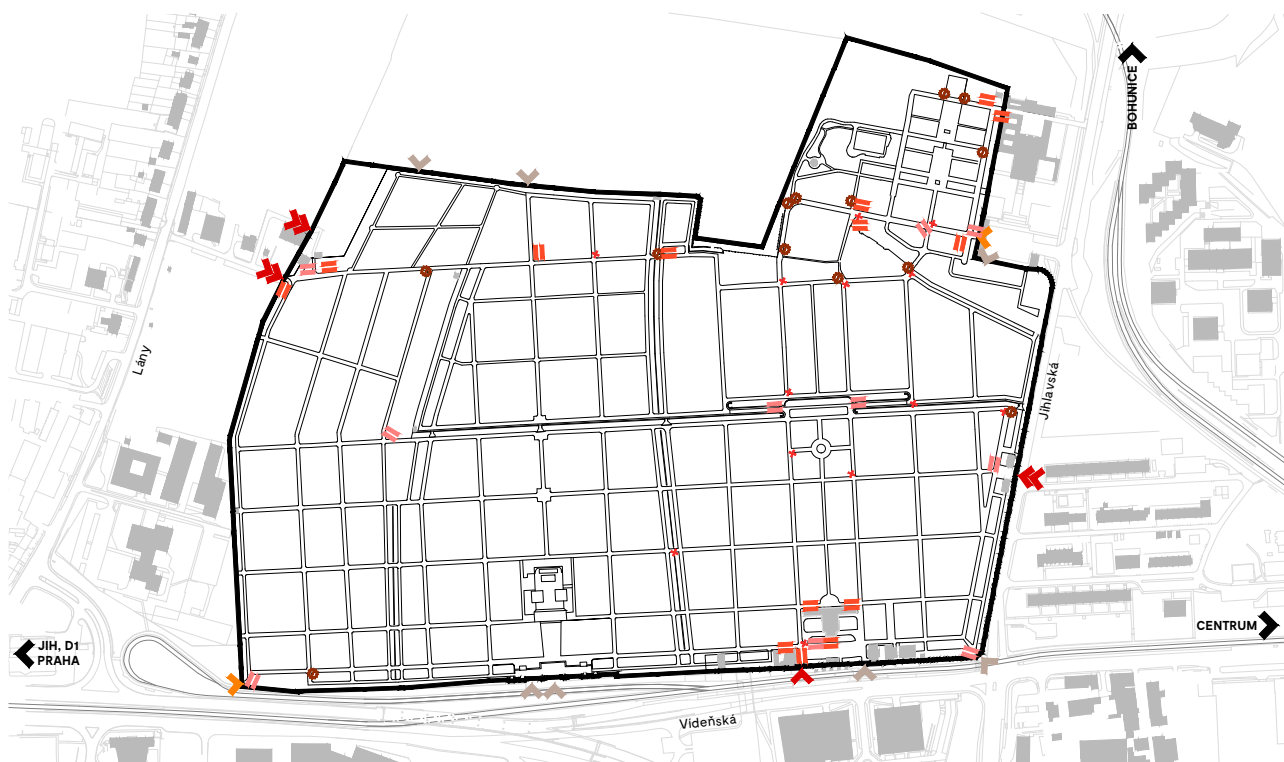 BOHUNICE
Lány
Jihlavská
CENTRUM
JIH, D1
PRAHA
Vídeňská